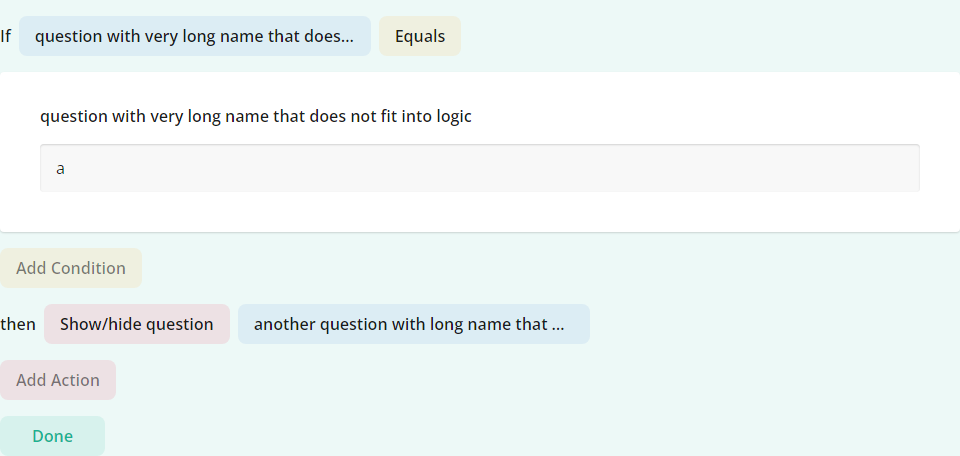 If question with very long name that does... Equals
question with very long name that does not fit into logic
a
Add Condition
then Show/hide question another question with long name that ...
Add Action
Done